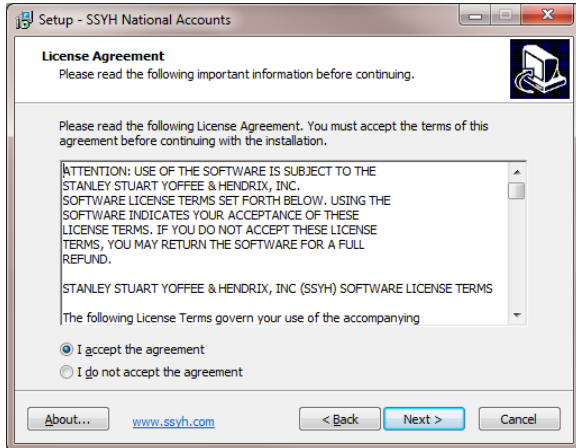 Setup - SSYH National Accounts
License Agreement
Please read the following important information before continuing.
Please read the following License Agreement. You must accept the terms of this
agreement before continuing with the installation.
ATTENTION: USE OF THE SOFTWARE IS SUBJECT TO THE
STANLEY STUART YOFFEE & HENDRIX, INC.
SOFTWARE LICENSE TERMS SET FORTH BELOW. USING THE
SOFTWARE INDICATES YOUR ACCEPTANCE OF THESE
LICENSE TERMS. IF YOU DO NOT ACCEPT THESE LICENSE
TERMS, YOU MAY RETURN THE SOFTWARE FOR A FULL
REFUND.
STANLEY STUART YOFFEE & HENDRIX, INC (SSYH) SOFTWARE LICENSE TERMS
The following License Terms govern your use of the accompanying
I accept the agreement
I do not accept the agreement
About... www.ssyh.com < Back Next > Cancel